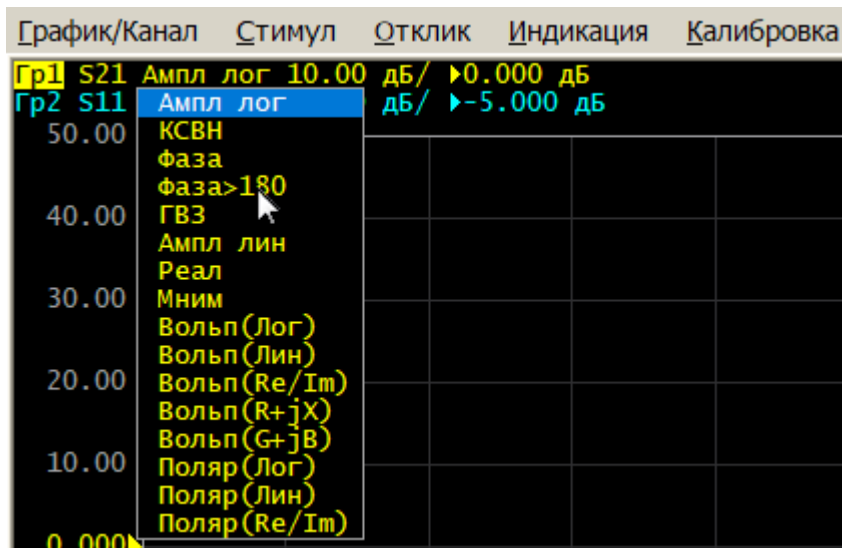 График/Канал Стимул Отклик Индикация Калибровка
Гр1 S21 Ампл лог 10.00 дБ/ 0.000 дБ
Гр2 S11 дБ/ -5.000 дБ
Ампл лог
50.00 КСВН
Фаза
Фаза>180
40.00 ГВЗ
Ампл лин
Реал
30.00 Мним
Вольп(Лог)
Вольп(Лин)
20.00 Вольп(Re/Im)
Вольп(R+jX)
Вольп(G+jB)
10.00 Поляр(Лог)
Поляр(Лин)
Поляр(Re/Im)
0.000